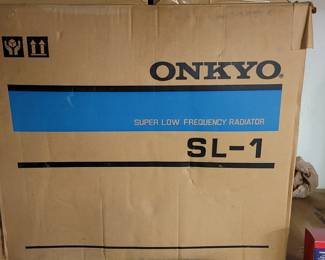 ONKYO®
SUPER LOW FREQUENCY RADIATOR
SL-1